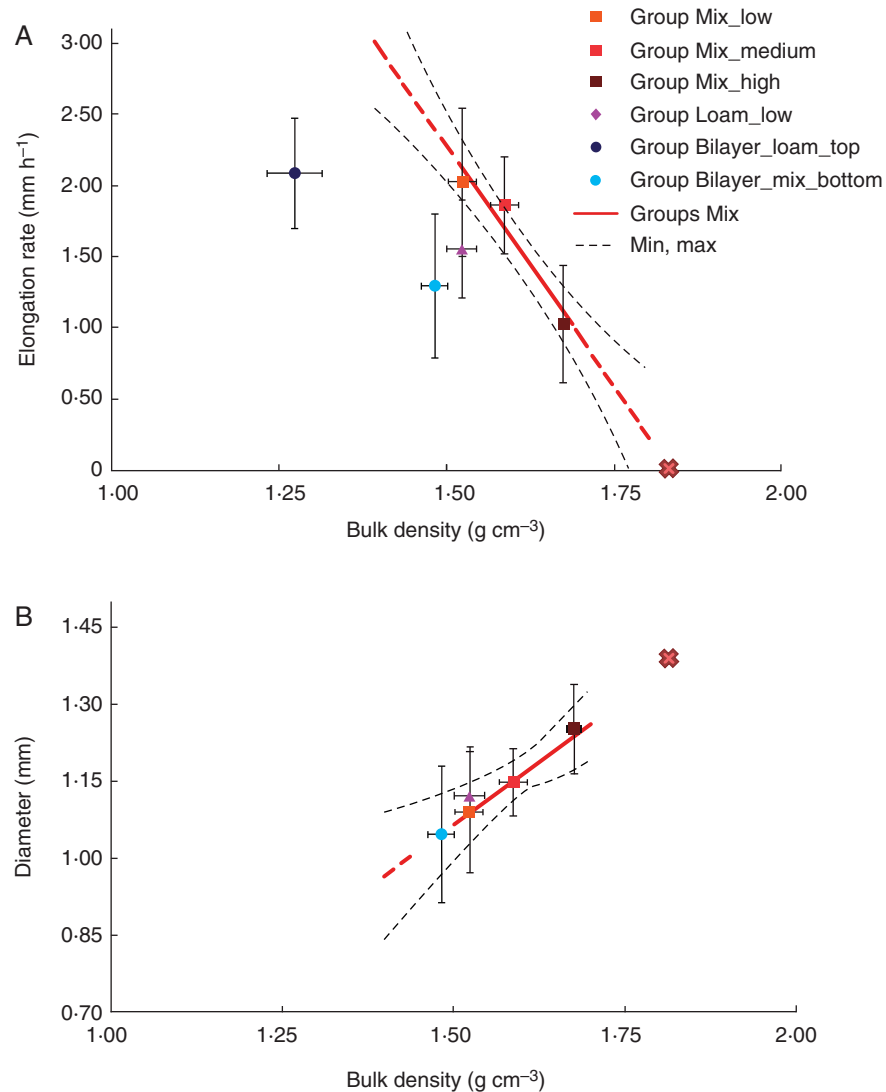 A
3·00
2·50
2·00
1·50
1·00
0·50
0
Elongation rate (mm h⁻¹)
1·00 1·25 1·50 1·75 2·00
Bulk density (g cm⁻³)
Group Mix_low
Group Mix_medium
Group Mix_high
Group Loam_low
Group Bilayer_loam_top
Group Bilayer_mix_bottom
Groups Mix
Min, max
B
1·45
1·30
1·15
1·00
0·85
0·70
Diameter (mm)
1·00 1·25 1·50 1·75 2·00
Bulk density (g cm⁻³)